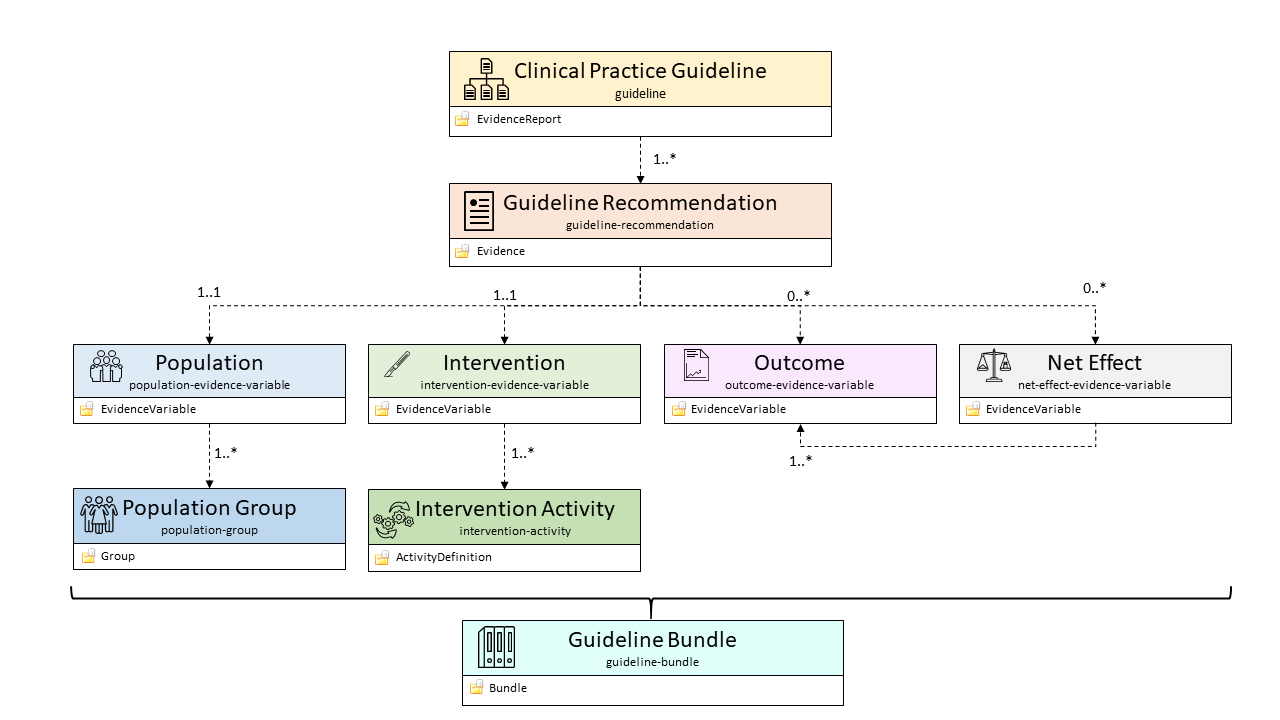 Clinical Practice Guideline
guideline
EvidenceReport
1..*
Guideline Recommendation
guideline-recommendation
Evidence
1..1
1..1
0..*
0..*
Population
population-evidence-variable
EvidenceVariable
Intervention
intervention-evidence-variable
EvidenceVariable
Outcome
outcome-evidence-variable
EvidenceVariable
Net Effect
net-effect-evidence-variable
EvidenceVariable
1..*
1..*
1..*
Population Group
population-group
Group
Intervention Activity
intervention-activity
ActivityDefinition
Guideline Bundle
guideline-bundle
Bundle